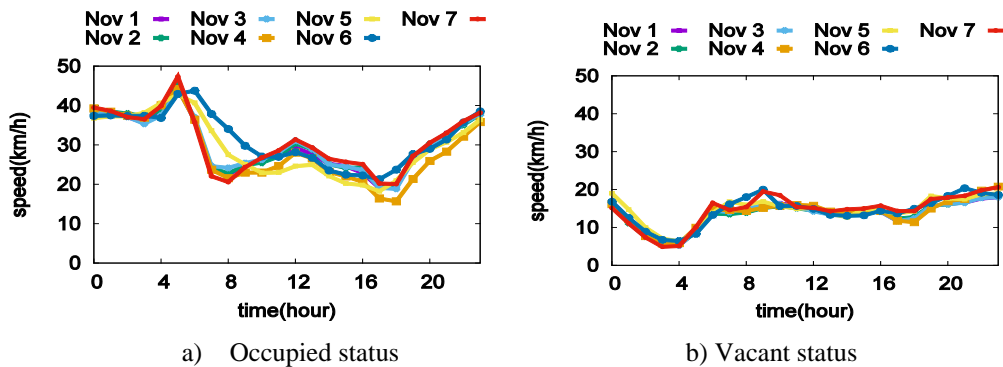 Nov 1 Nov 3 Nov 5 Nov 7
Nov 2 Nov 4 Nov 6
50
40
30
20
10
0
speed(km/h)
0 4 8 12 16 20
time(hour)
a) Occupied status
Nov 1 Nov 3 Nov 5 Nov 7
Nov 2 Nov 4 Nov 6
50
40
30
20
10
0
speed(km/h)
0 4 8 12 16 20
time(hour)
b) Vacant status